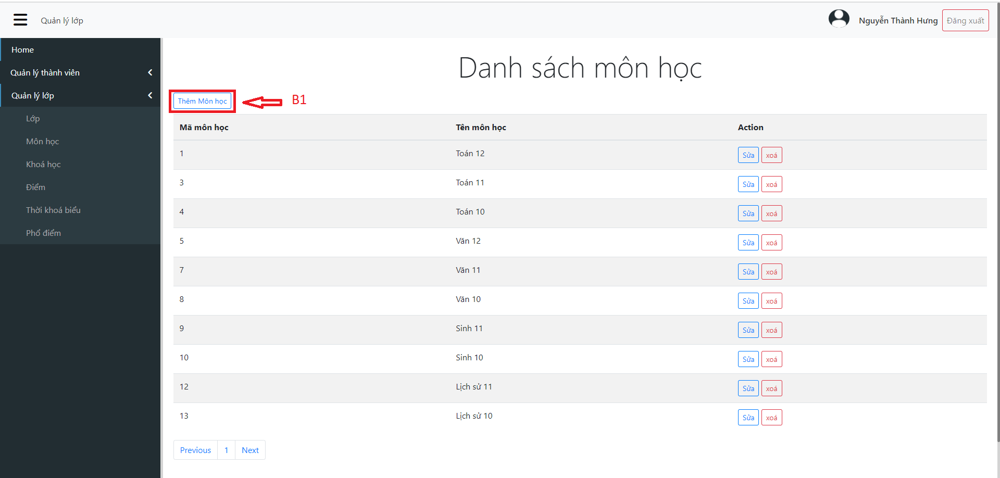 Quản lý lớp
Nguyễn Thành Hưng
Đăng xuất
Home
Quản lý thành viên
Quản lý lớp
Lớp
Môn học
Khoá học
Điểm
Thời khoá biểu
Phổ điểm
Danh sách môn học
Thêm Môn học
B1
Mã môn học Tên môn học Action
1 Toán 12 Sửa xoá
3 Toán 11 Sửa xoá
4 Toán 10 Sửa xoá
5 Văn 12 Sửa xoá
7 Văn 11 Sửa xoá
8 Văn 10 Sửa xoá
9 Sinh 11 Sửa xoá
10 Sinh 10 Sửa xoá
12 Lịch sử 11 Sửa xoá
13 Lịch sử 10 Sửa xoá
Previous 1 Next